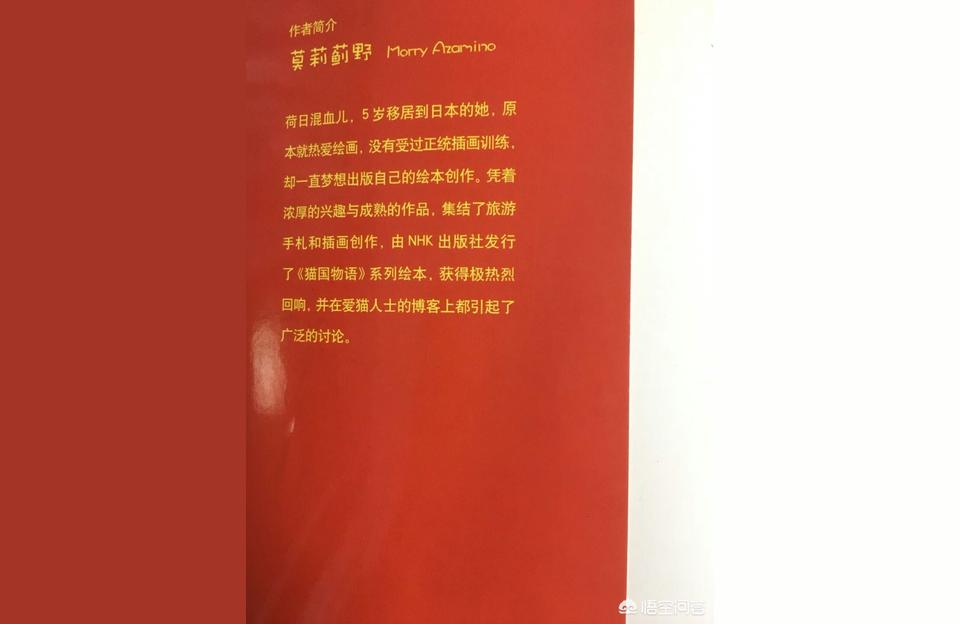 作者简介
莫莉蓟野 Morry Azamino
荷日混血儿，5岁移居到日本的她，原
本就热爱绘画，没有受过正统插画训练，
却一直梦想出版自己的绘本创作。凭着
浓厚的兴趣与成熟的作品，集结了旅游
手札和插画创作，由 NHK 出版社发行
了《猫国物语》系列绘本，获得极热烈
回响，并在爱猫人士的博客上都引起了
广泛的讨论。
悟空问答